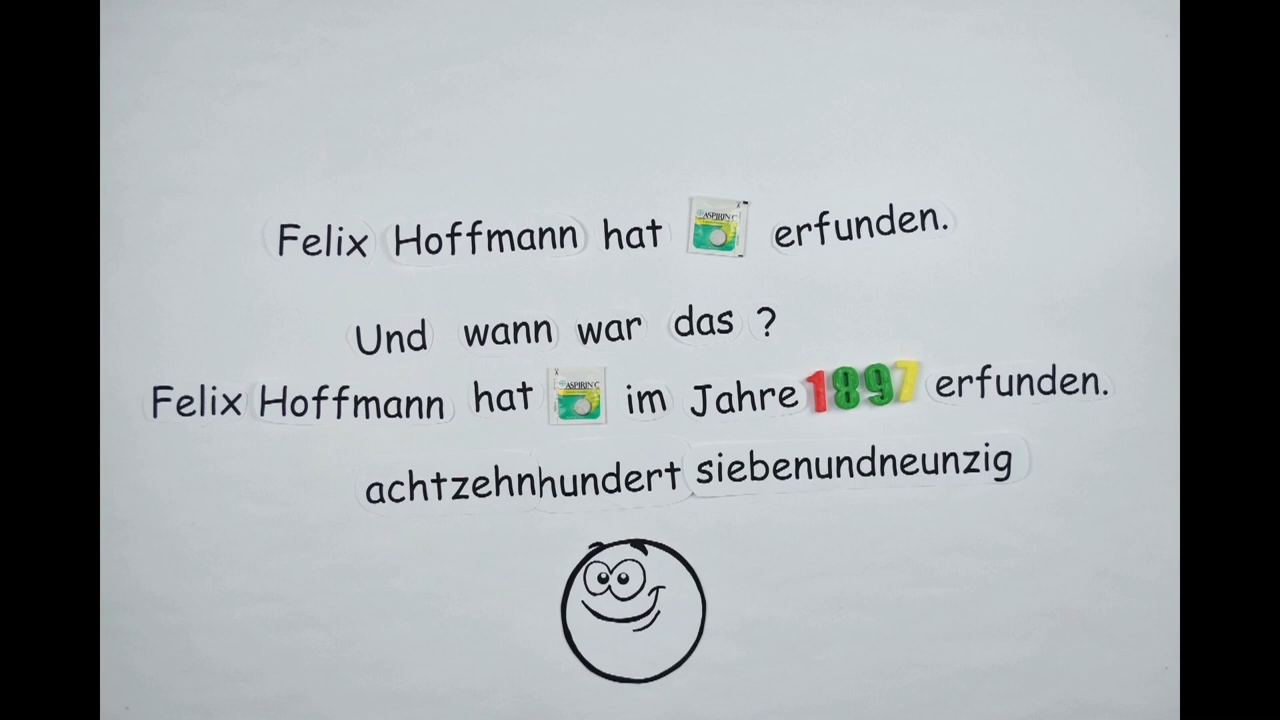 Felix Hoffmann hat ASPIRIN C erfunden.
Und wann war das ?
Felix Hoffmann hat ASPIRIN C im Jahre 1897 erfunden.
achtzehnhundert siebenundneunzig